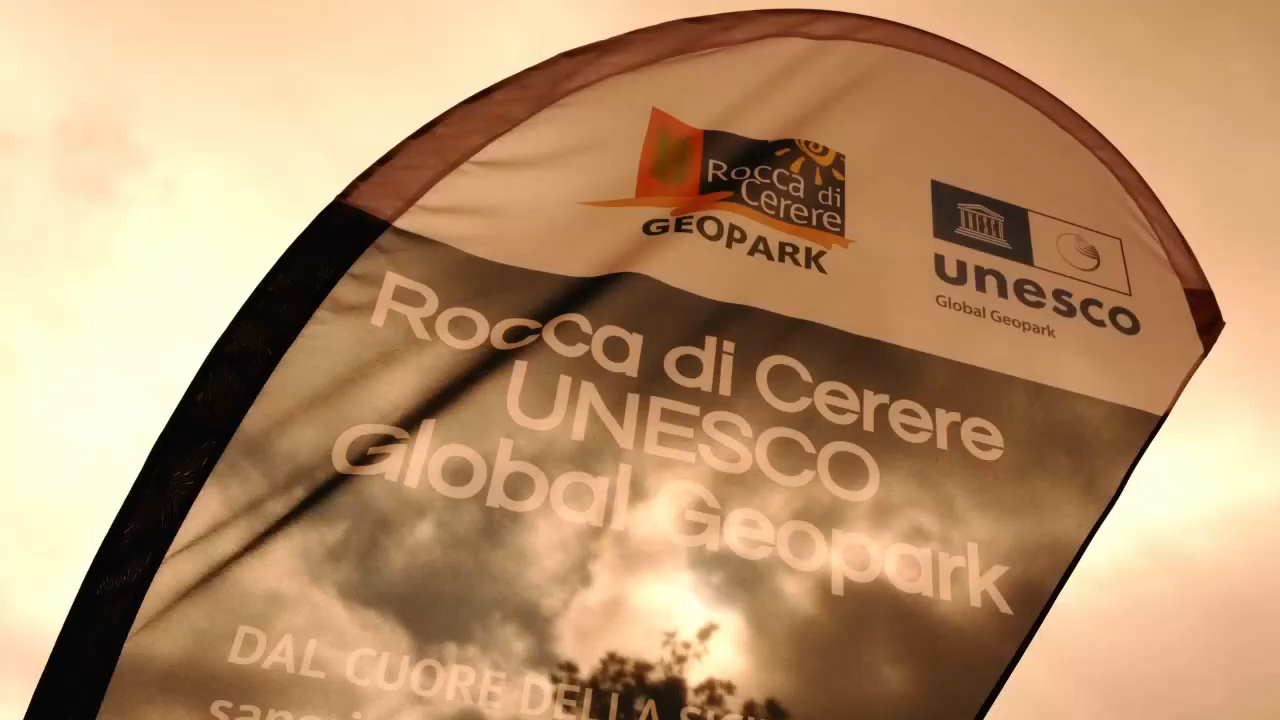 Rocca di
Cerere
GEOPARK
unesco
Global Geopark
Rocca di Cerere
UNESCO
Global Geopark
DAL CUORE DELLA